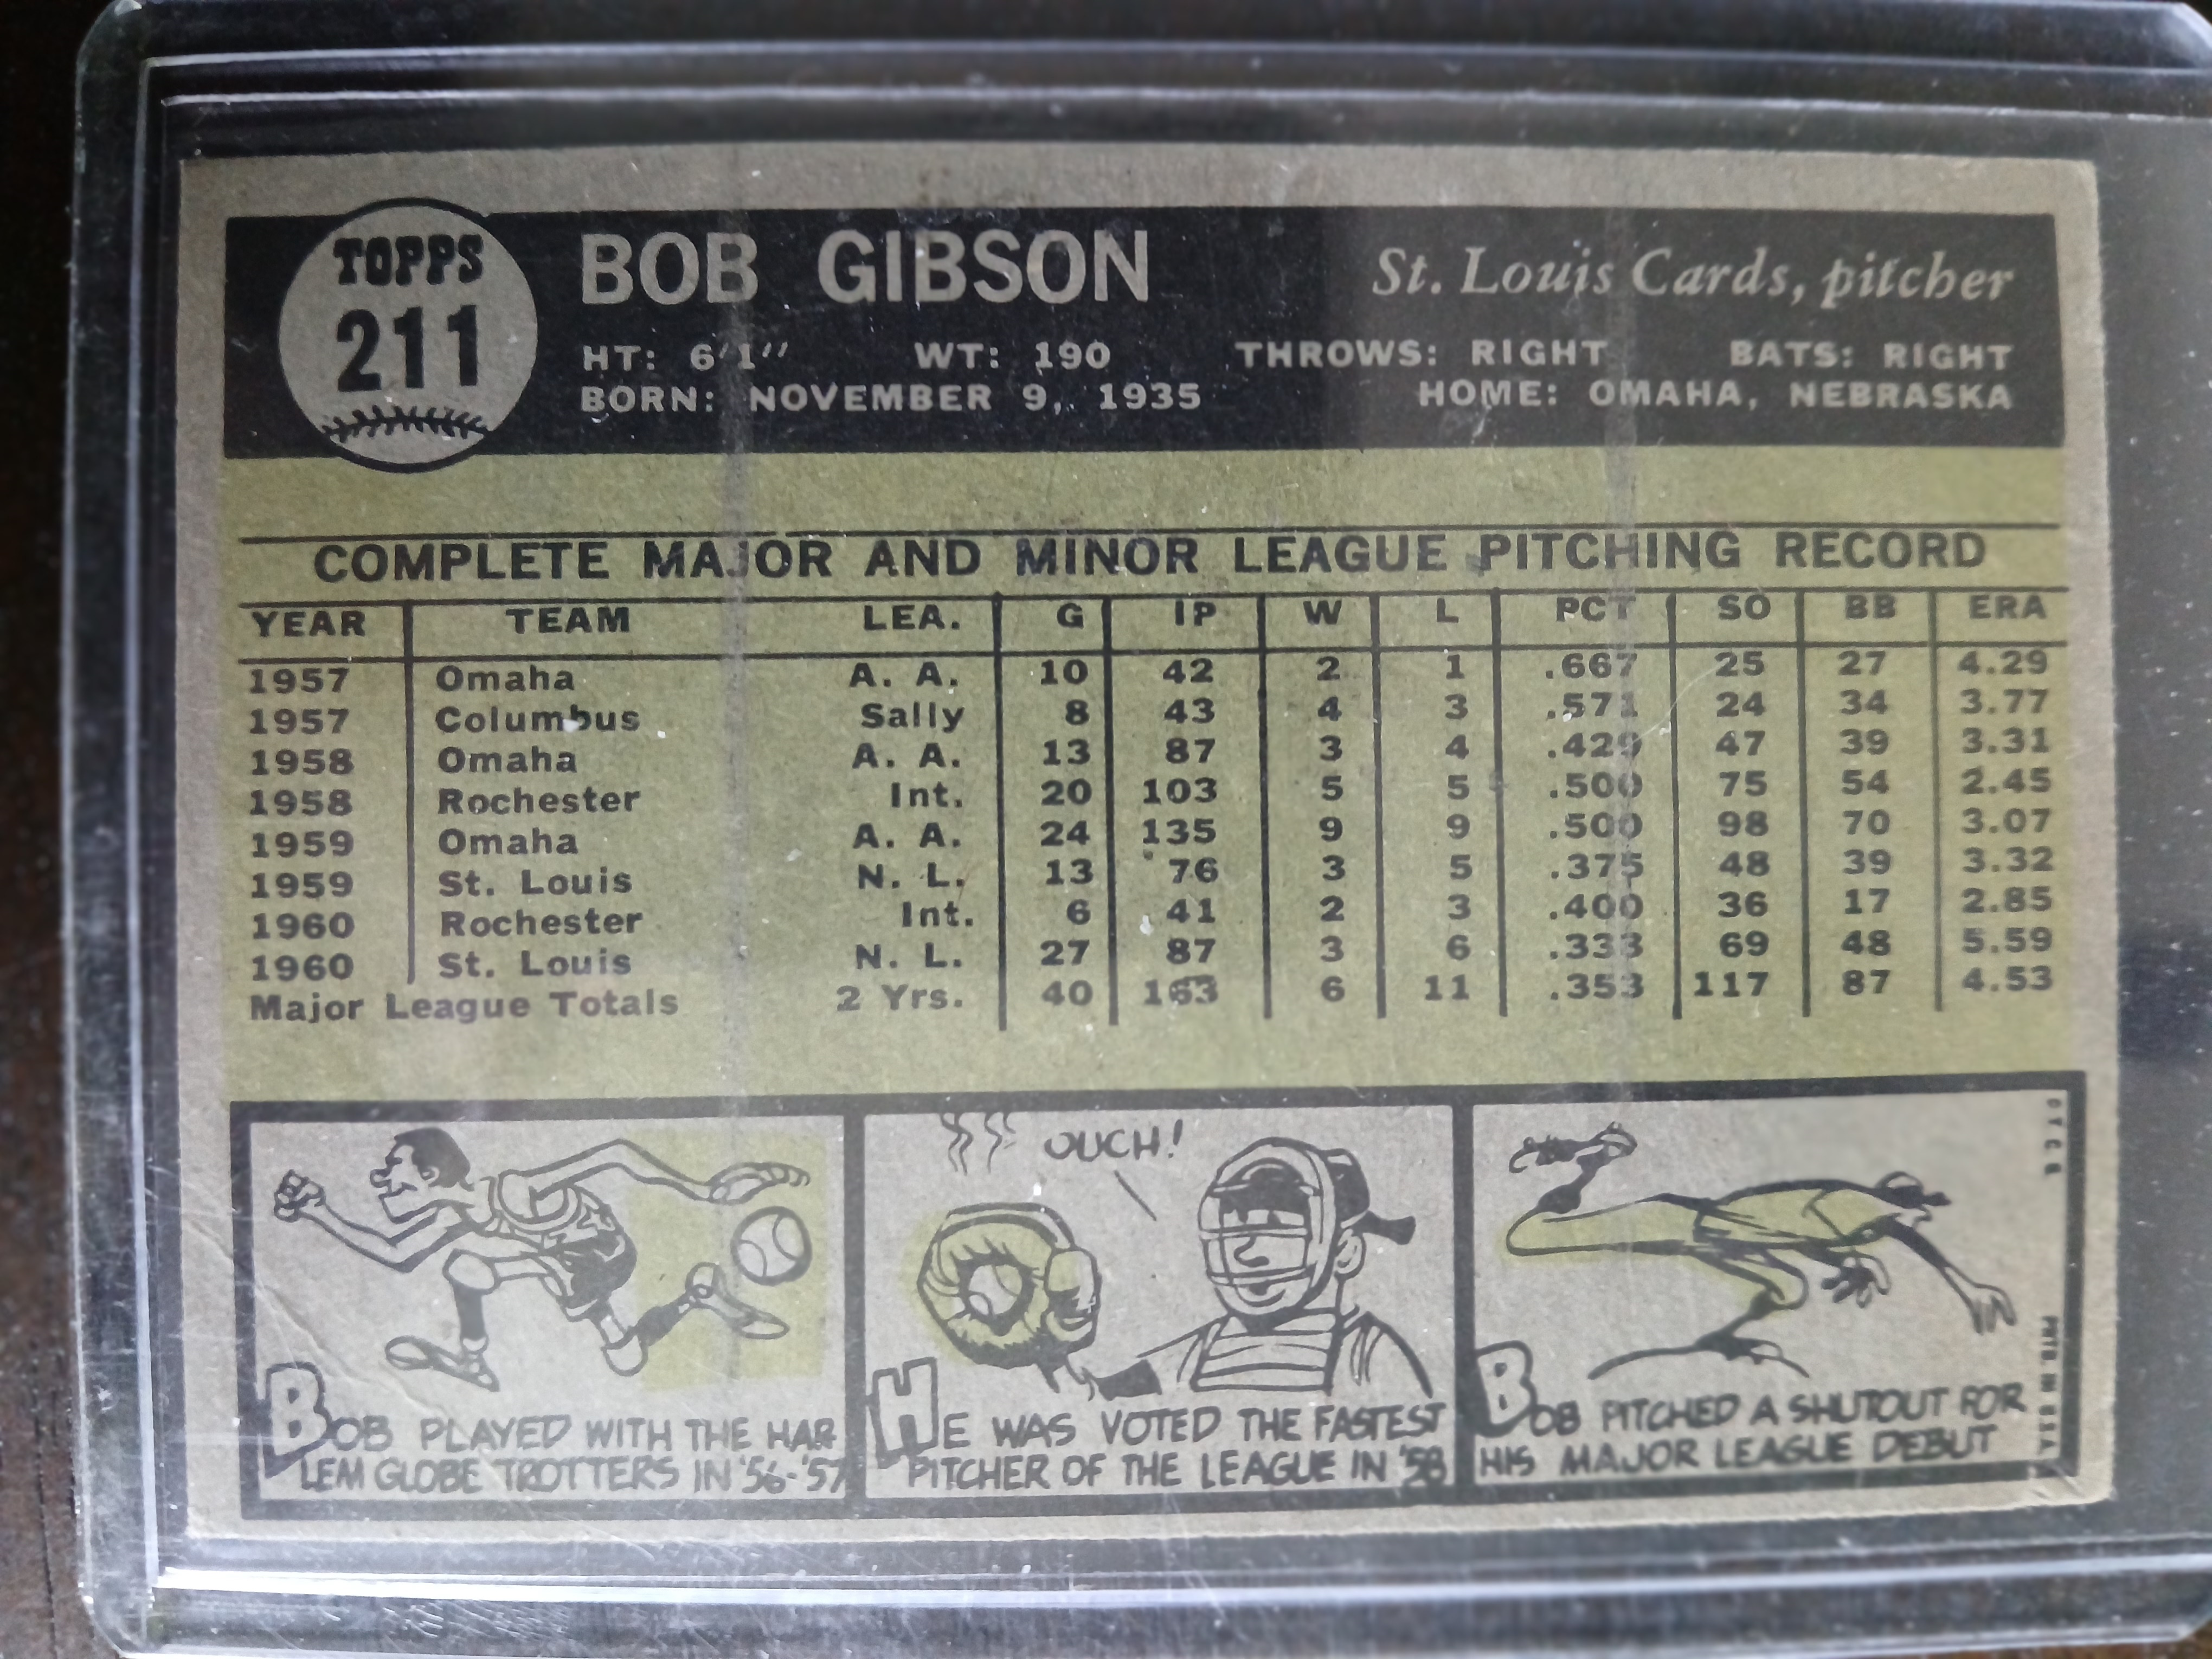 TOPPS
211
BOB GIBSON
St. Louis Cards, pitcher
HT: 6'1" WT: 190 THROWS: RIGHT BATS: RIGHT
BORN: NOVEMBER 9, 1935 HOME: OMAHA, NEBRASKA
COMPLETE MAJOR AND MINOR LEAGUE PITCHING RECORD
YEAR TEAM LEA. G IP W L PCT SO BB ERA
1957 Omaha A. A. 10 42 2 1 .667 25 27 4.29
1957 Columbus Sally 8 43 4 3 .571 24 34 3.77
1958 Omaha A. A. 13 87 3 4 .429 47 39 3.31
1958 Rochester Int. 20 103 5 5 .500 75 54 2.45
1959 Omaha A. A. 24 135 9 9 .500 98 70 3.07
1959 St. Louis N. L. 13 76 3 5 .375 48 39 3.32
1960 Rochester Int. 6 41 2 3 .400 36 17 2.85
1960 St. Louis N. L. 27 87 3 6 .333 69 48 5.59
Major League Totals 2 Yrs. 40 163 6 11 .353 117 87 4.53
BOB PLAYED WITH THE HAR-
LEM GLOBE TROTTERS IN '56-'57
OUCH!
HE WAS VOTED THE FASTEST
PITCHER OF THE LEAGUE IN '58
BOB PITCHED A SHUTOUT FOR
HIS MAJOR LEAGUE DEBUT
PRTD. IN U.S.A.